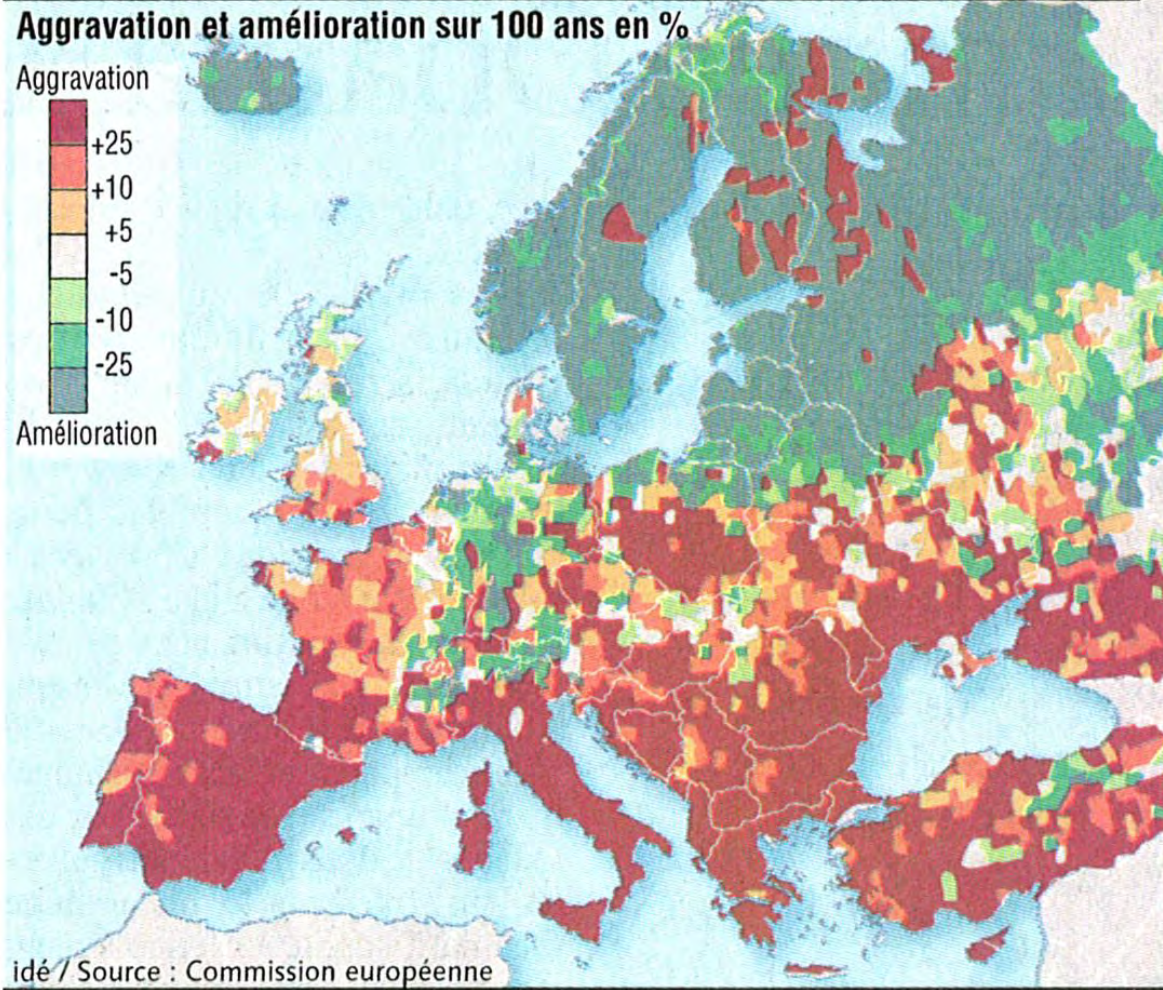 Aggravation et amélioration sur 100 ans en %
Aggravation
+25
+10
+5
-5
-10
-25
Amélioration
idé / Source : Commission européenne